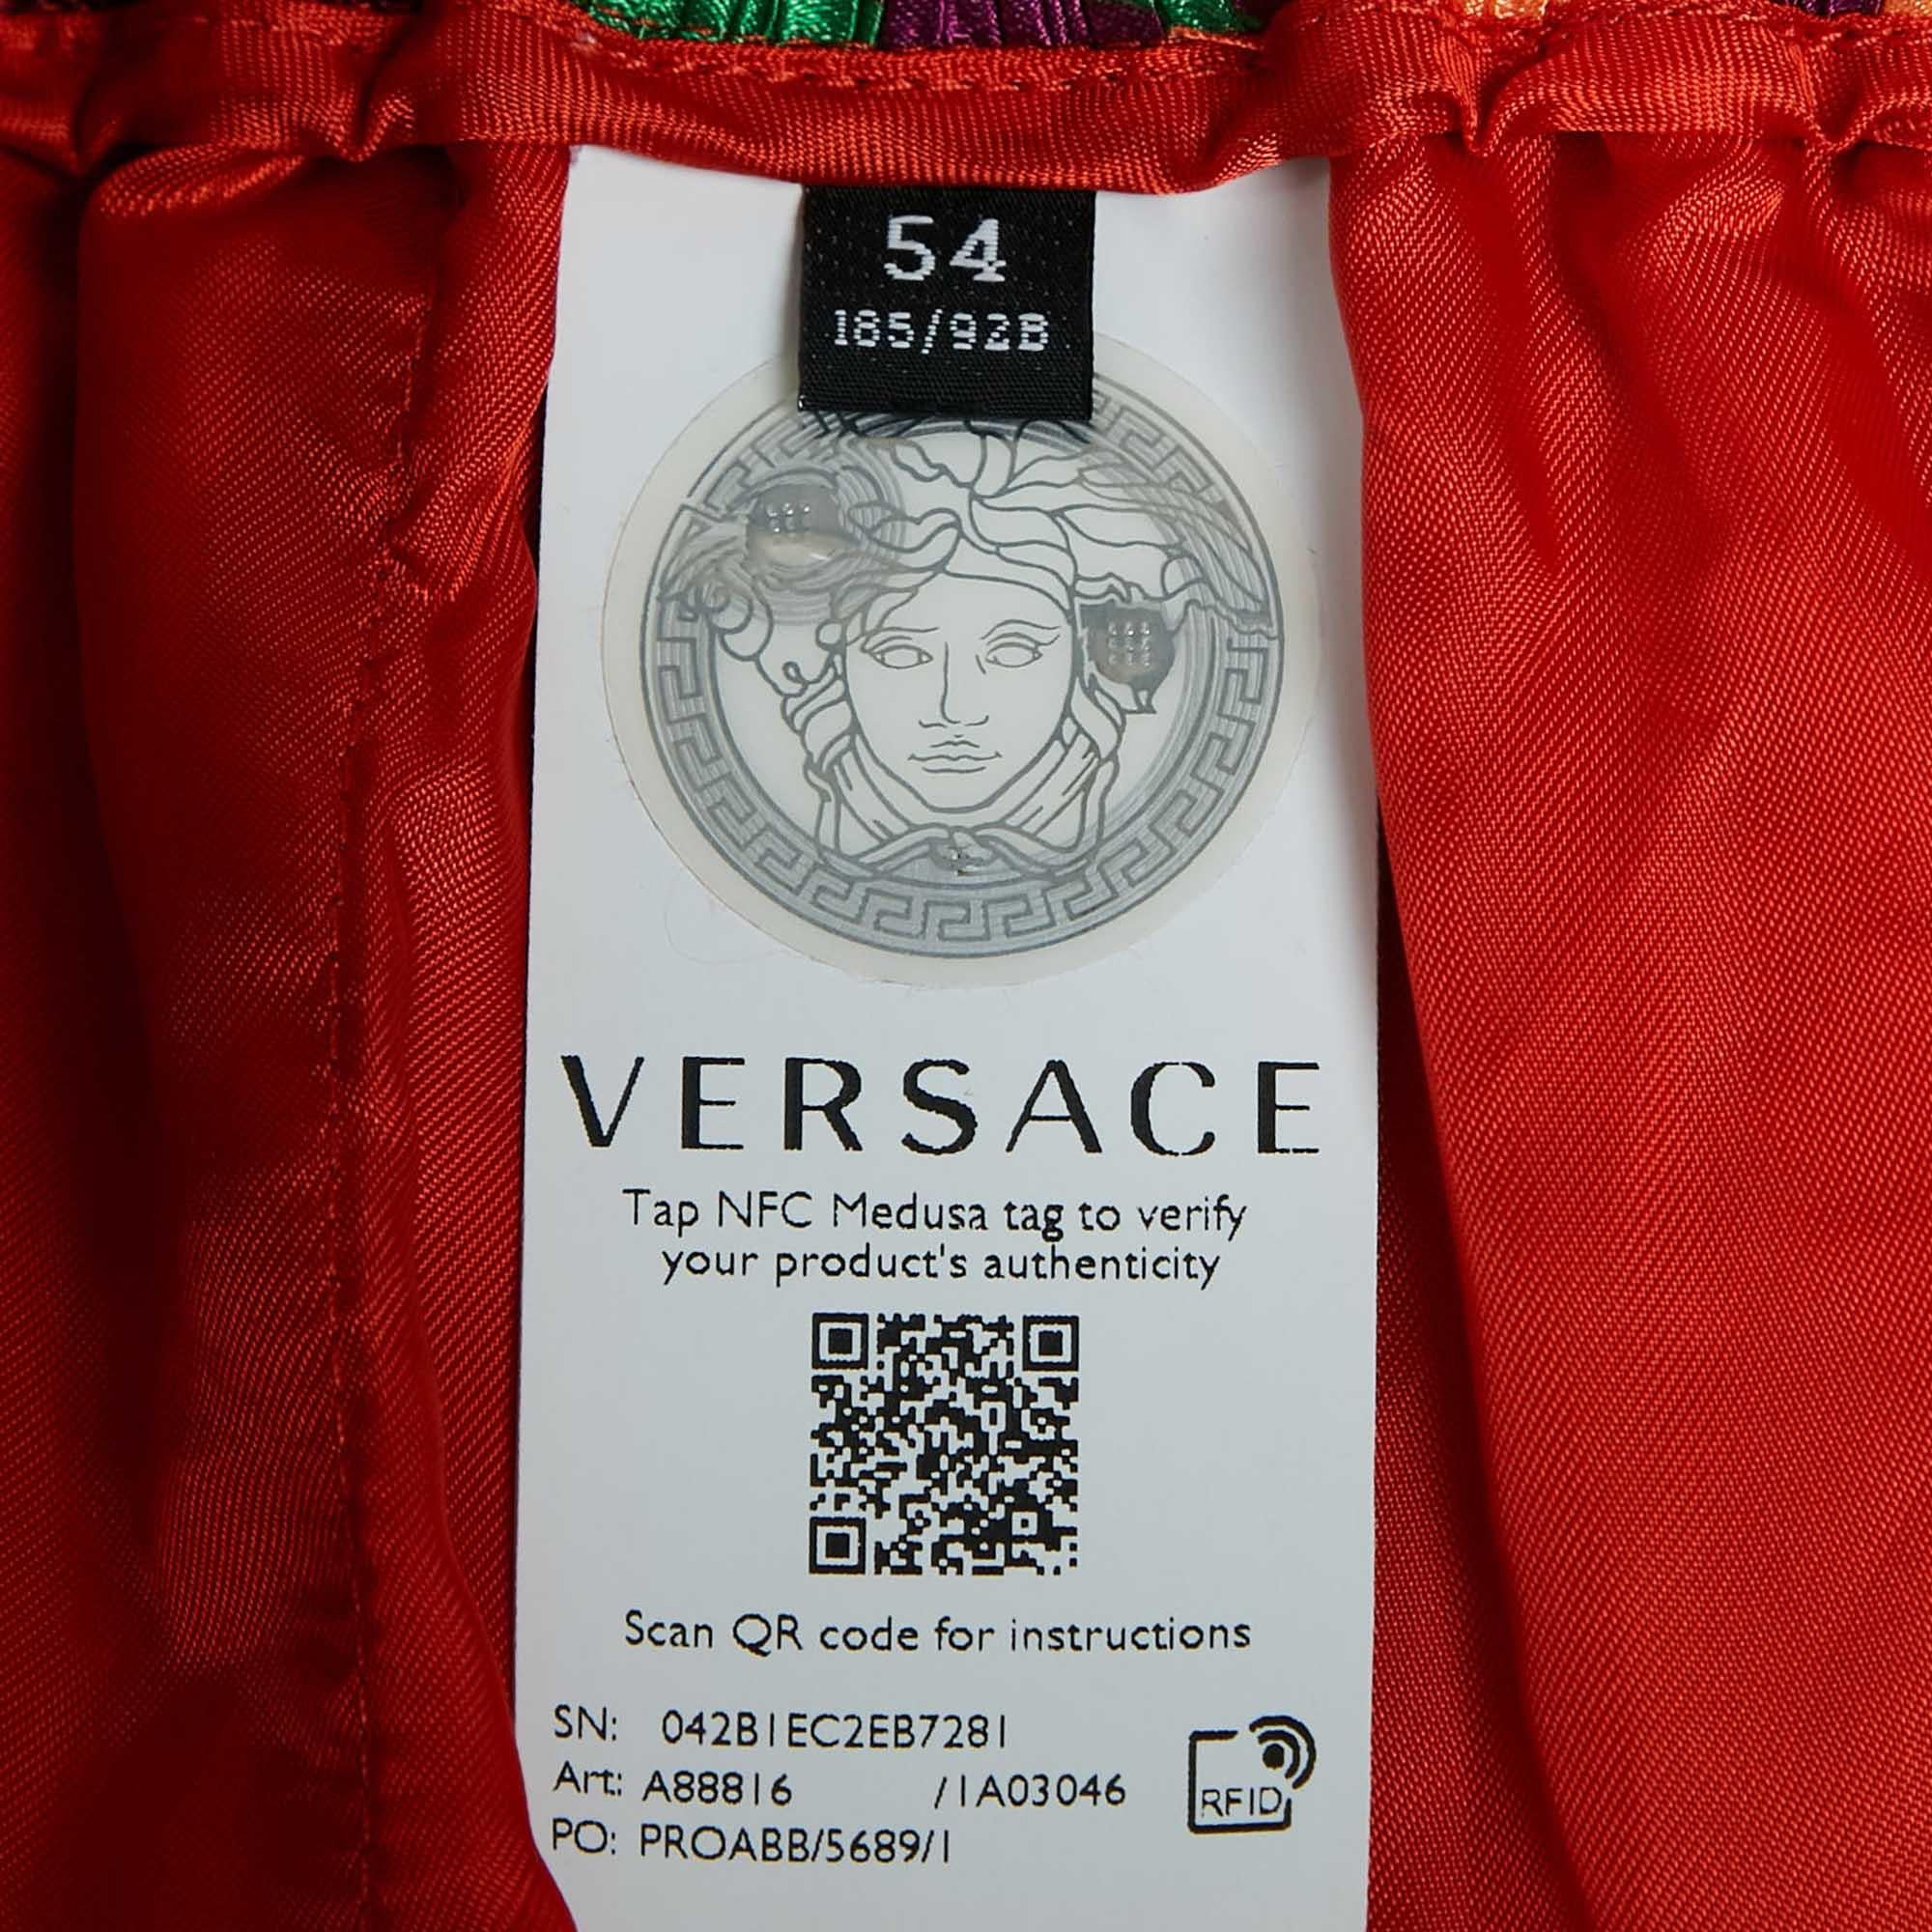 54
185/92B
VERSACE
Tap NFC Medusa tag to verify
your product's authenticity
Scan QR code for instructions
SN: 042B1EC2EB7281
Art: A88816 /1A03046
RFID
PO: PROABB/5689/1